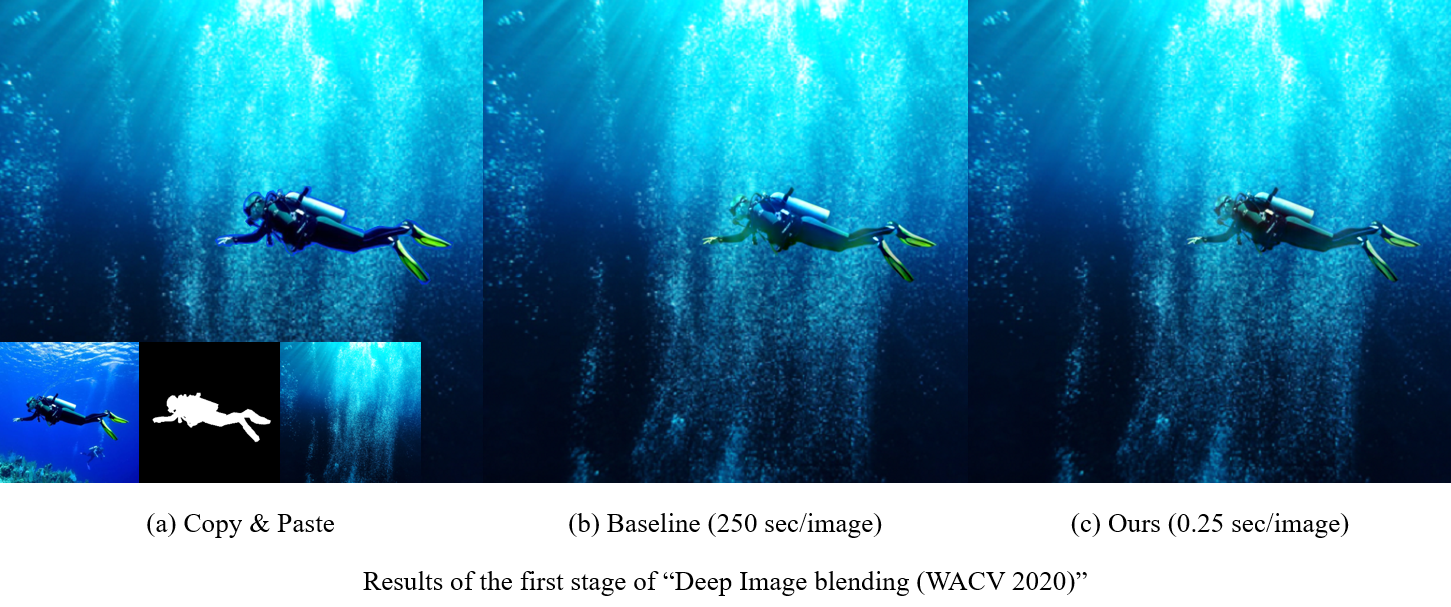 (a) Copy & Paste
(b) Baseline (250 sec/image)
(c) Ours (0.25 sec/image)
Results of the first stage of “Deep Image blending (WACV 2020)”